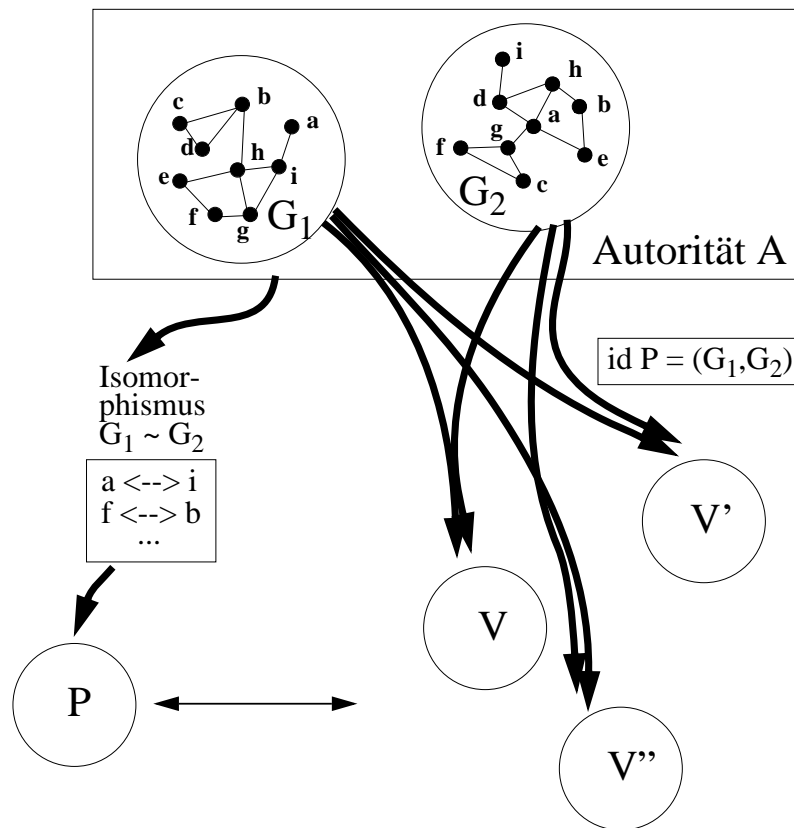 c
b
a
d
h
e
i
f
g
G1
i
h
d
b
a
g
f
e
c
G2
Autorität A
id P = (G1,G2)
Isomor-
phismus
G1 ~ G2
a <--> i
f <--> b
...
V'
V
P
V''